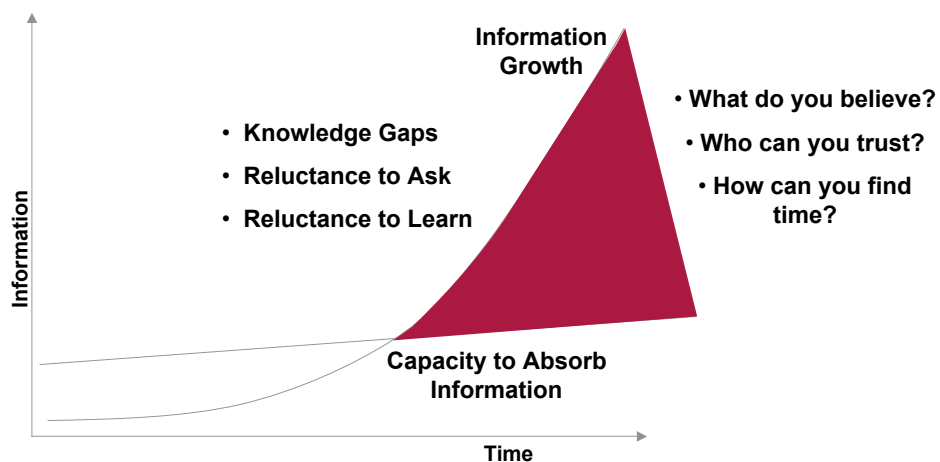 Information
Growth
• What do you believe?
• Knowledge Gaps
• Who can you trust?
• Reluctance to Ask
• How can you find
time?
• Reluctance to Learn
Information
Capacity to Absorb
Information
Time